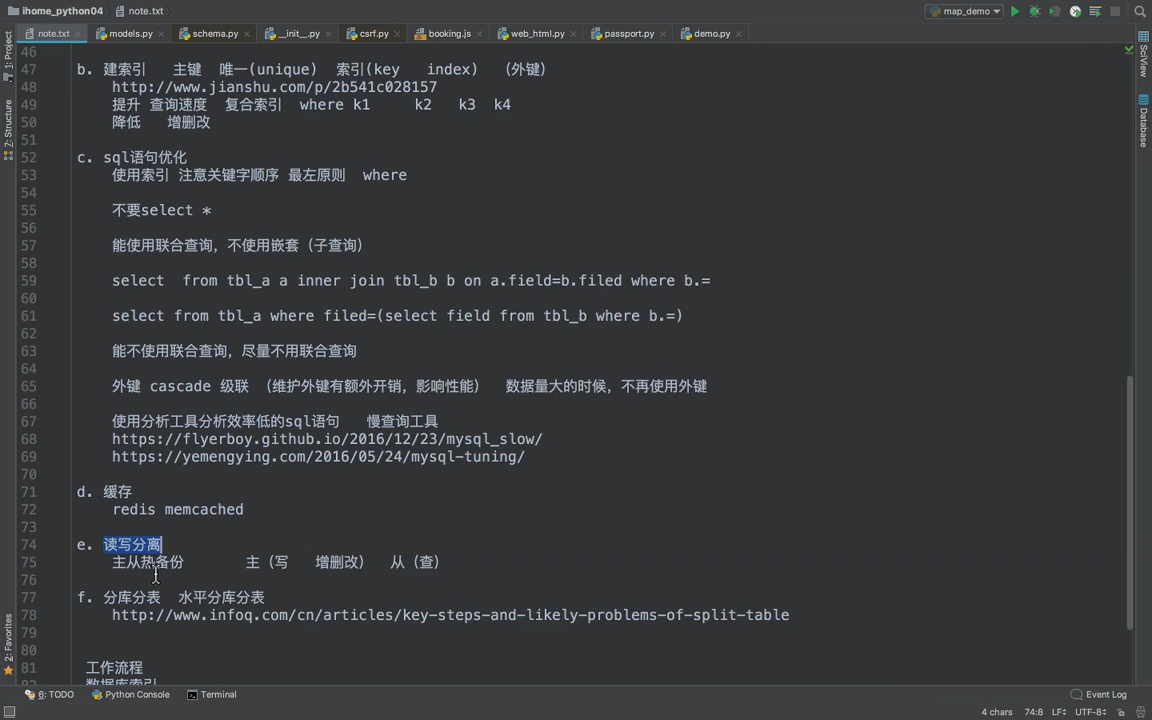 ihome_python04 note.txt map_demo
note.txt models.py schema.py __init__.py csrf.py booking.js web_html.py passport.py demo.py
46
47 b. 建索引 主键 唯一(unique) 索引(key index) (外键)
48 http://www.jianshu.com/p/2b541c028157
49 提升 查询速度 复合索引 where k1 k2 k3 k4
50 降低 增删改
51
52 c. sql语句优化
53 使用索引 注意关键字顺序 最左原则 where
54
55 不要select *
56
57 能使用联合查询，不使用嵌套（子查询）
58
59 select from tbl_a a inner join tbl_b b on a.field=b.filed where b.=
60
61 select from tbl_a where filed=(select field from tbl_b where b.=)
62
63 能不使用联合查询，尽量不用联合查询
64
65 外键 cascade 级联 （维护外键有额外开销，影响性能） 数据量大的时候，不再使用外键
66
67 使用分析工具分析效率低的sql语句 慢查询工具
68 https://flyerboy.github.io/2016/12/23/mysql_slow/
69 https://yemengying.com/2016/05/24/mysql-tuning/
70
71 d. 缓存
72 redis memcached
73
74 e. 读写分离
75 主从热备份 主（写 增删改） 从（查）
76
77 f. 分库分表 水平分库分表
78 http://www.infoq.com/cn/articles/key-steps-and-likely-problems-of-split-table
79
80
81 工作流程
数据库索引
1: Project
7: Structure
2: Favorites
SciView
Database
6: TODO Python Console Terminal Event Log
4 chars 74:8 LF UTF-8